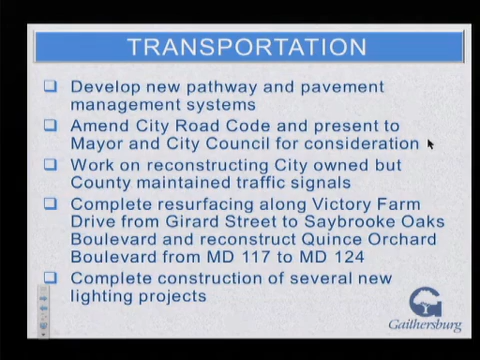 TRANSPORTATION
Develop new pathway and pavement
management systems
Amend City Road Code and present to
Mayor and City Council for consideration
Work on reconstructing City owned but
County maintained traffic signals
Complete resurfacing along Victory Farm
Drive from Girard Street to Saybrooke Oaks
Boulevard and reconstruct Quince Orchard
Boulevard from MD 117 to MD 124
Complete construction of several new
lighting projects
Gaithersburg